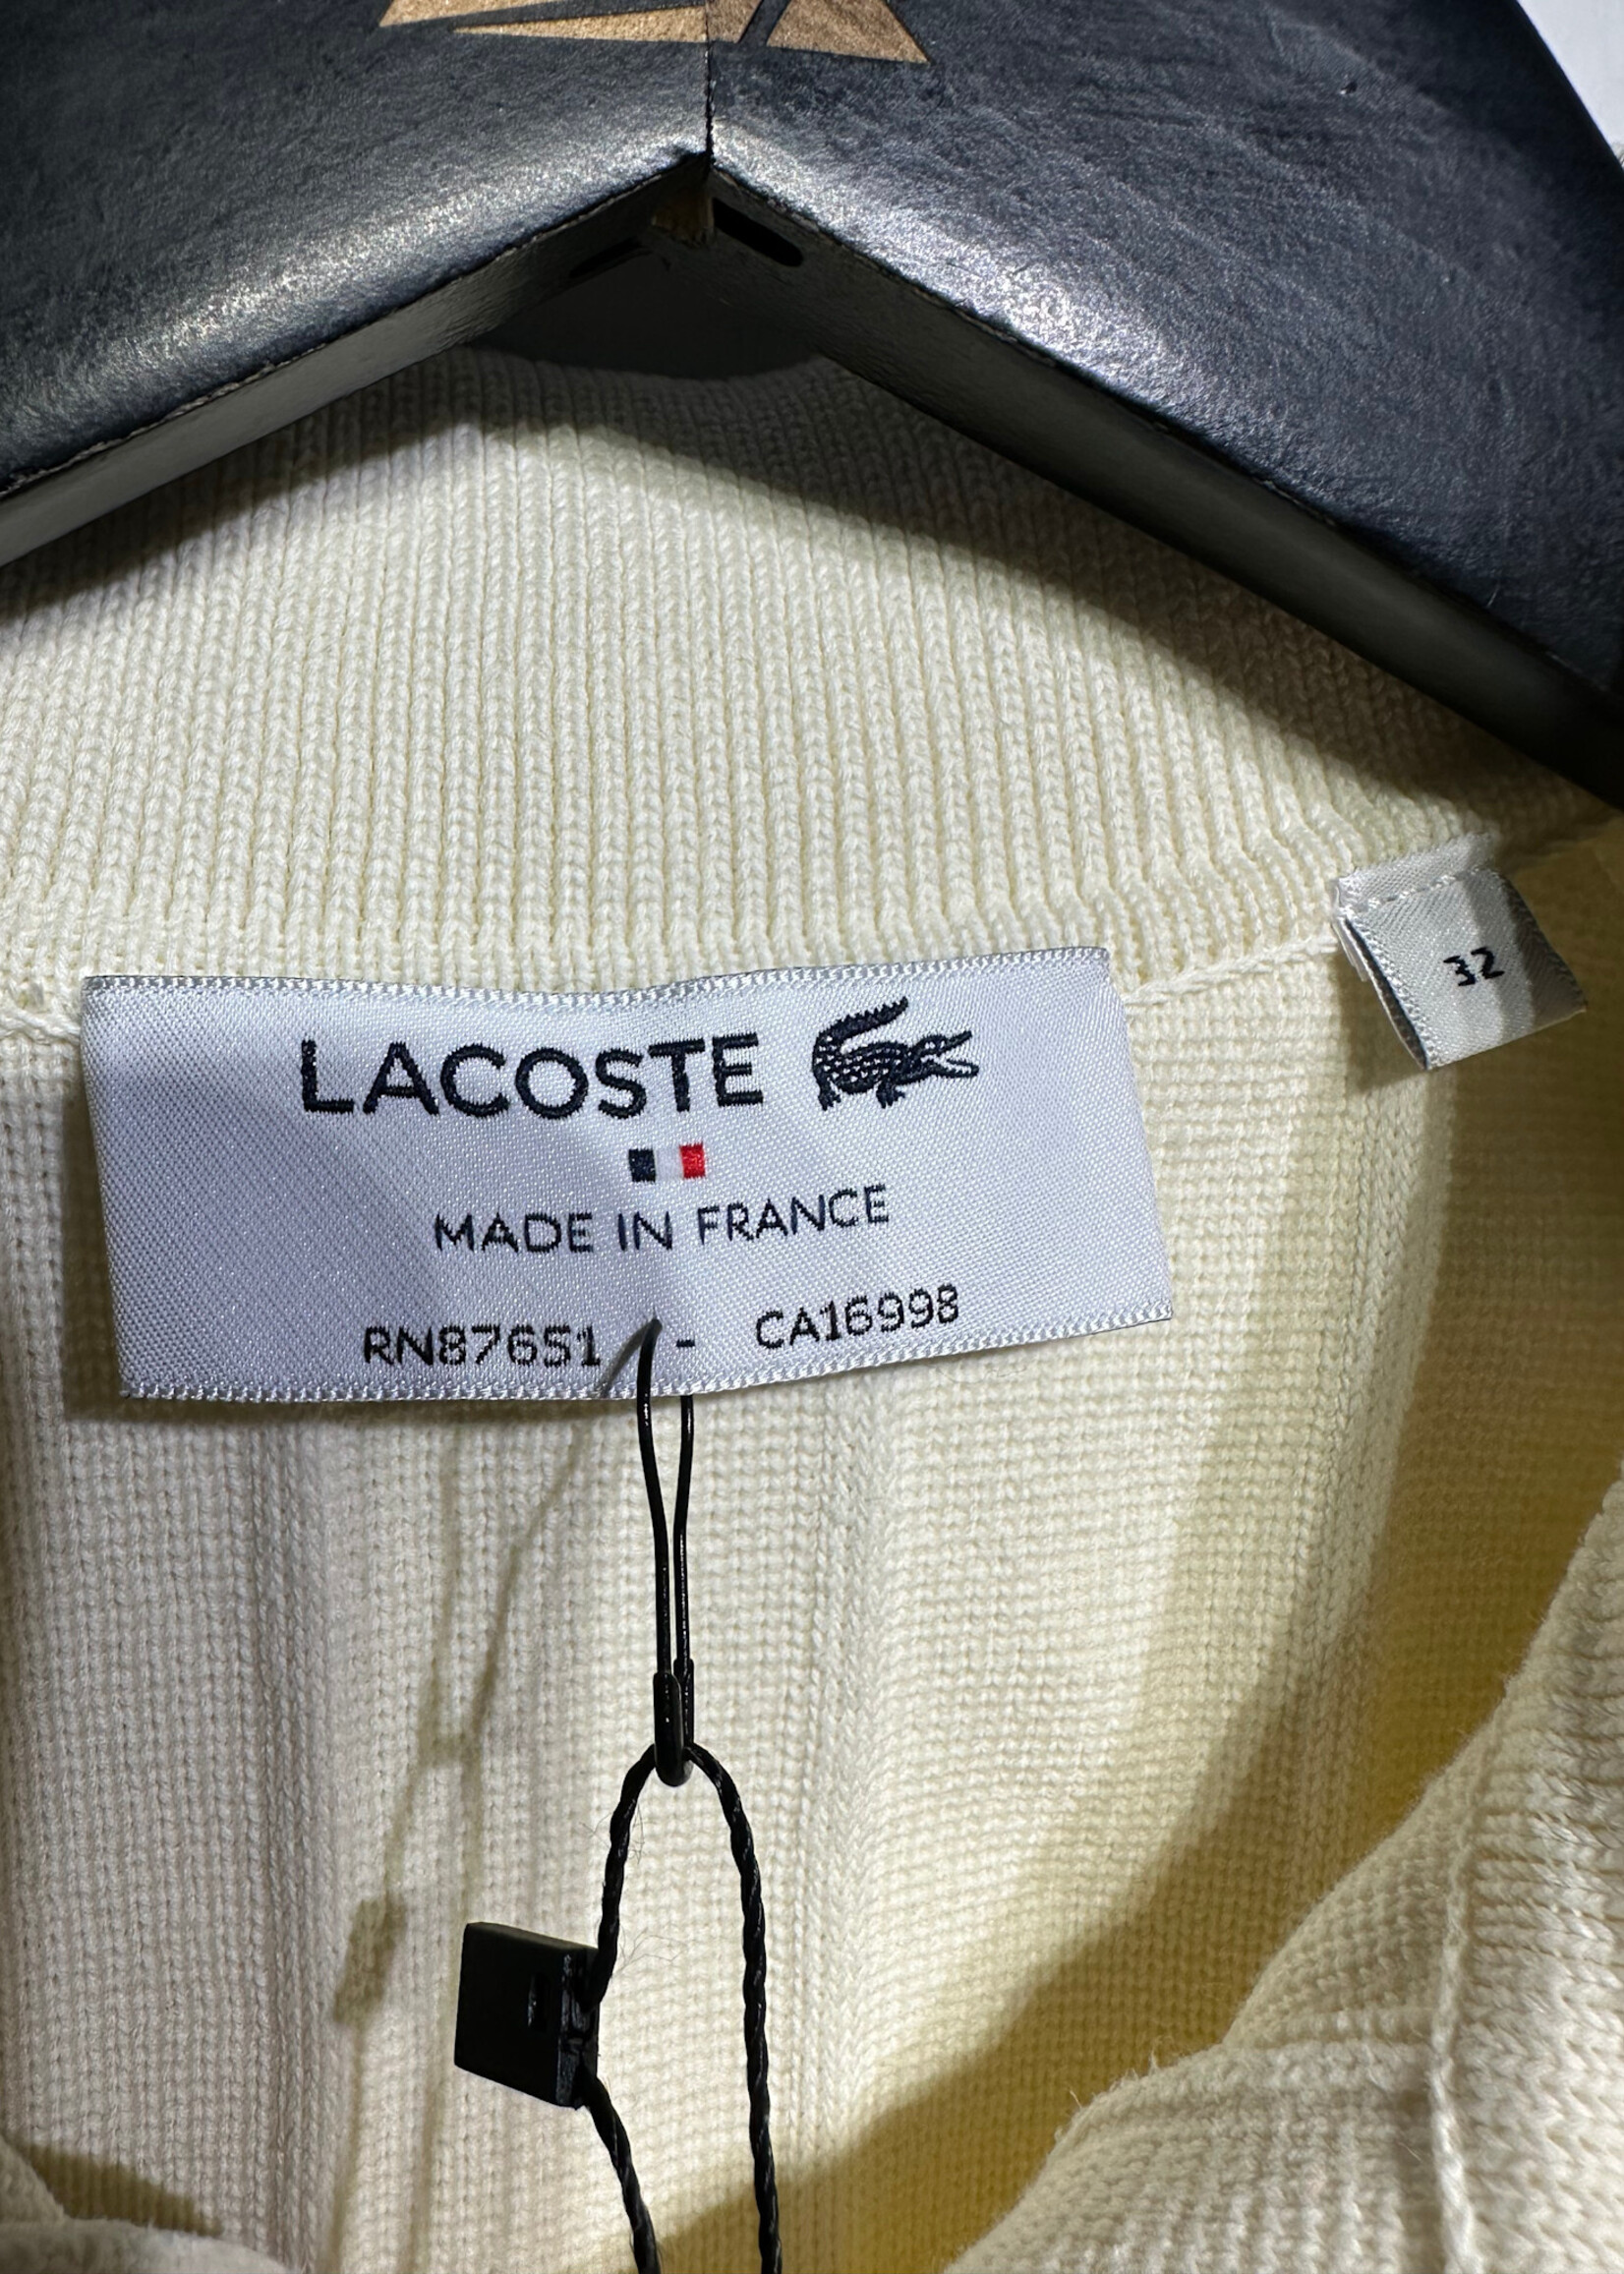 LACOSTE
MADE IN FRANCE
RN87651 - CA16998
32